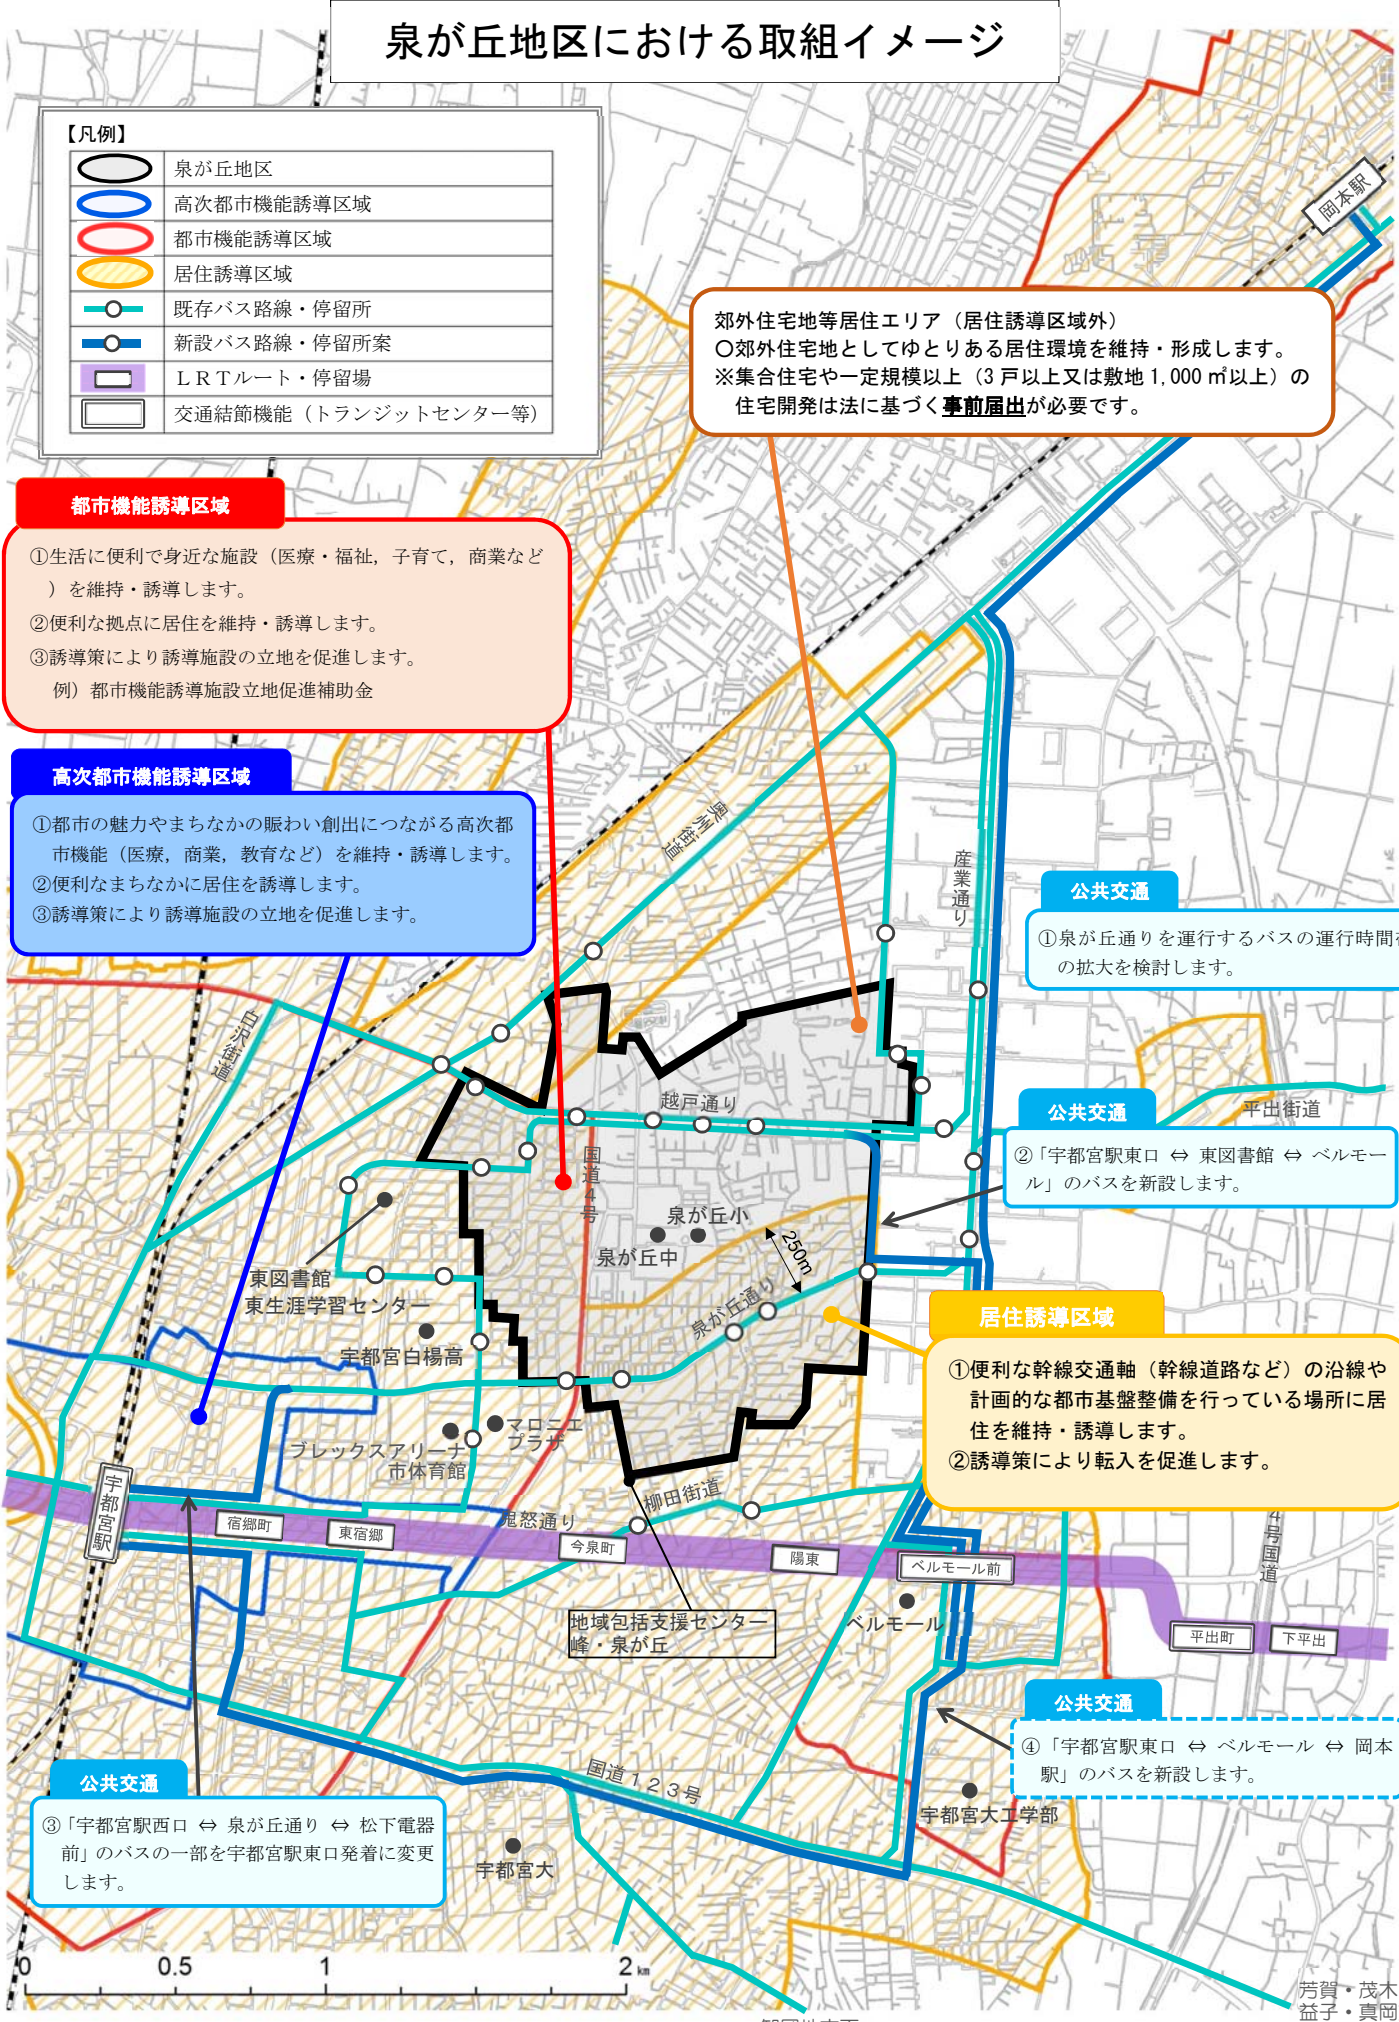 泉が丘地区における取組イメージ
【凡例】
泉が丘地区
高次都市機能誘導区域
都市機能誘導区域
居住誘導区域
既存バス路線・停留所
新設バス路線・停留所案
ＬＲＴルート・停留場
交通結節機能（トランジットセンター等）
岡本駅
郊外住宅地等居住エリア（居住誘導区域外）
〇郊外住宅地としてゆとりある居住環境を維持・形成します。
※集合住宅や一定規模以上（3戸以上又は敷地1,000㎡以上）の
住宅開発は法に基づく事前届出が必要です。
都市機能誘導区域
①生活に便利で身近な施設（医療・福祉，子育て，商業など
）を維持・誘導します。
②便利な拠点に居住を維持・誘導します。
③誘導策により誘導施設の立地を促進します。
例）都市機能誘導施設立地促進補助金
高次都市機能誘導区域
①都市の魅力やまちなかの賑わい創出につながる高次都
市機能（医療，商業，教育など）を維持・誘導します。
②便利なまちなかに居住を誘導します。
③誘導策により誘導施設の立地を促進します。
奥州街道
産業通り
白沢街道
公共交通
①泉が丘通りを運行するバスの運行時間
の拡大を検討します。
越戸通り
国道4号
平出街道
公共交通
②「宇都宮駅東口 ⇔ 東図書館 ⇔ ベルモー
ル」のバスを新設します。
泉が丘小
泉が丘中
250m
泉が丘通り
東図書館
東生涯学習センター
宇都宮白楊高
居住誘導区域
①便利な幹線交通軸（幹線道路など）の沿線や
計画的な都市基盤整備を行っている場所に居
住を維持・誘導します。
②誘導策により転入を促進します。
マロニエ
プラザ
ブレックスアリーナ
市体育館
柳田街道
鬼怒通り
宇都宮駅
宿郷町
東宿郷
今泉町
陽東
ベルモール前
4号国道
平出町
下平出
ベルモール
地域包括支援センター
峰・泉が丘
公共交通
④「宇都宮駅東口 ⇔ ベルモール ⇔ 岡本
駅」のバスを新設します。
国道１２３号
宇都宮大工学部
宇都宮大
公共交通
③「宇都宮駅西口 ⇔ 泉が丘通り ⇔ 松下電器
前」のバスの一部を宇都宮駅東口発着に変更
します。
0 0.5 1 2 km
芳賀・茂木
益子・真岡